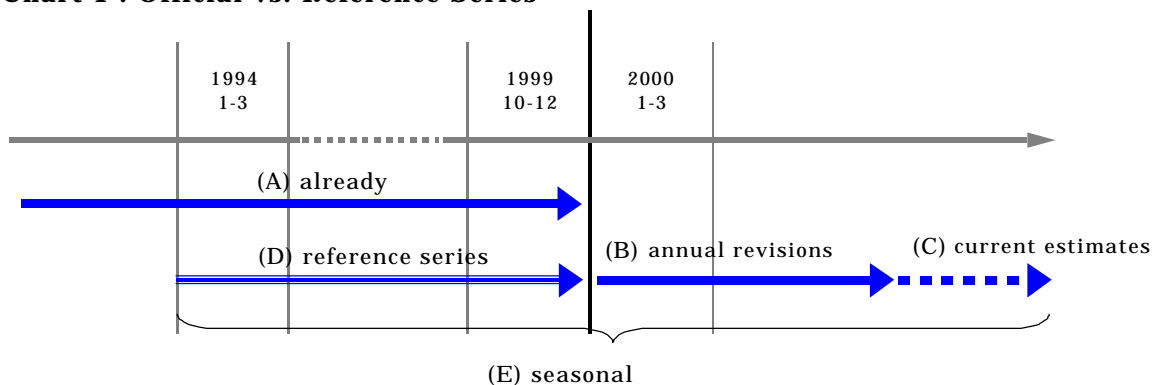 Chart 1 : Official vs. Reference Series
1994
1-3
1999
10-12
2000
1-3
(A) already
(D) reference series
(B) annual revisions
(C) current estimates
(E) seasonal